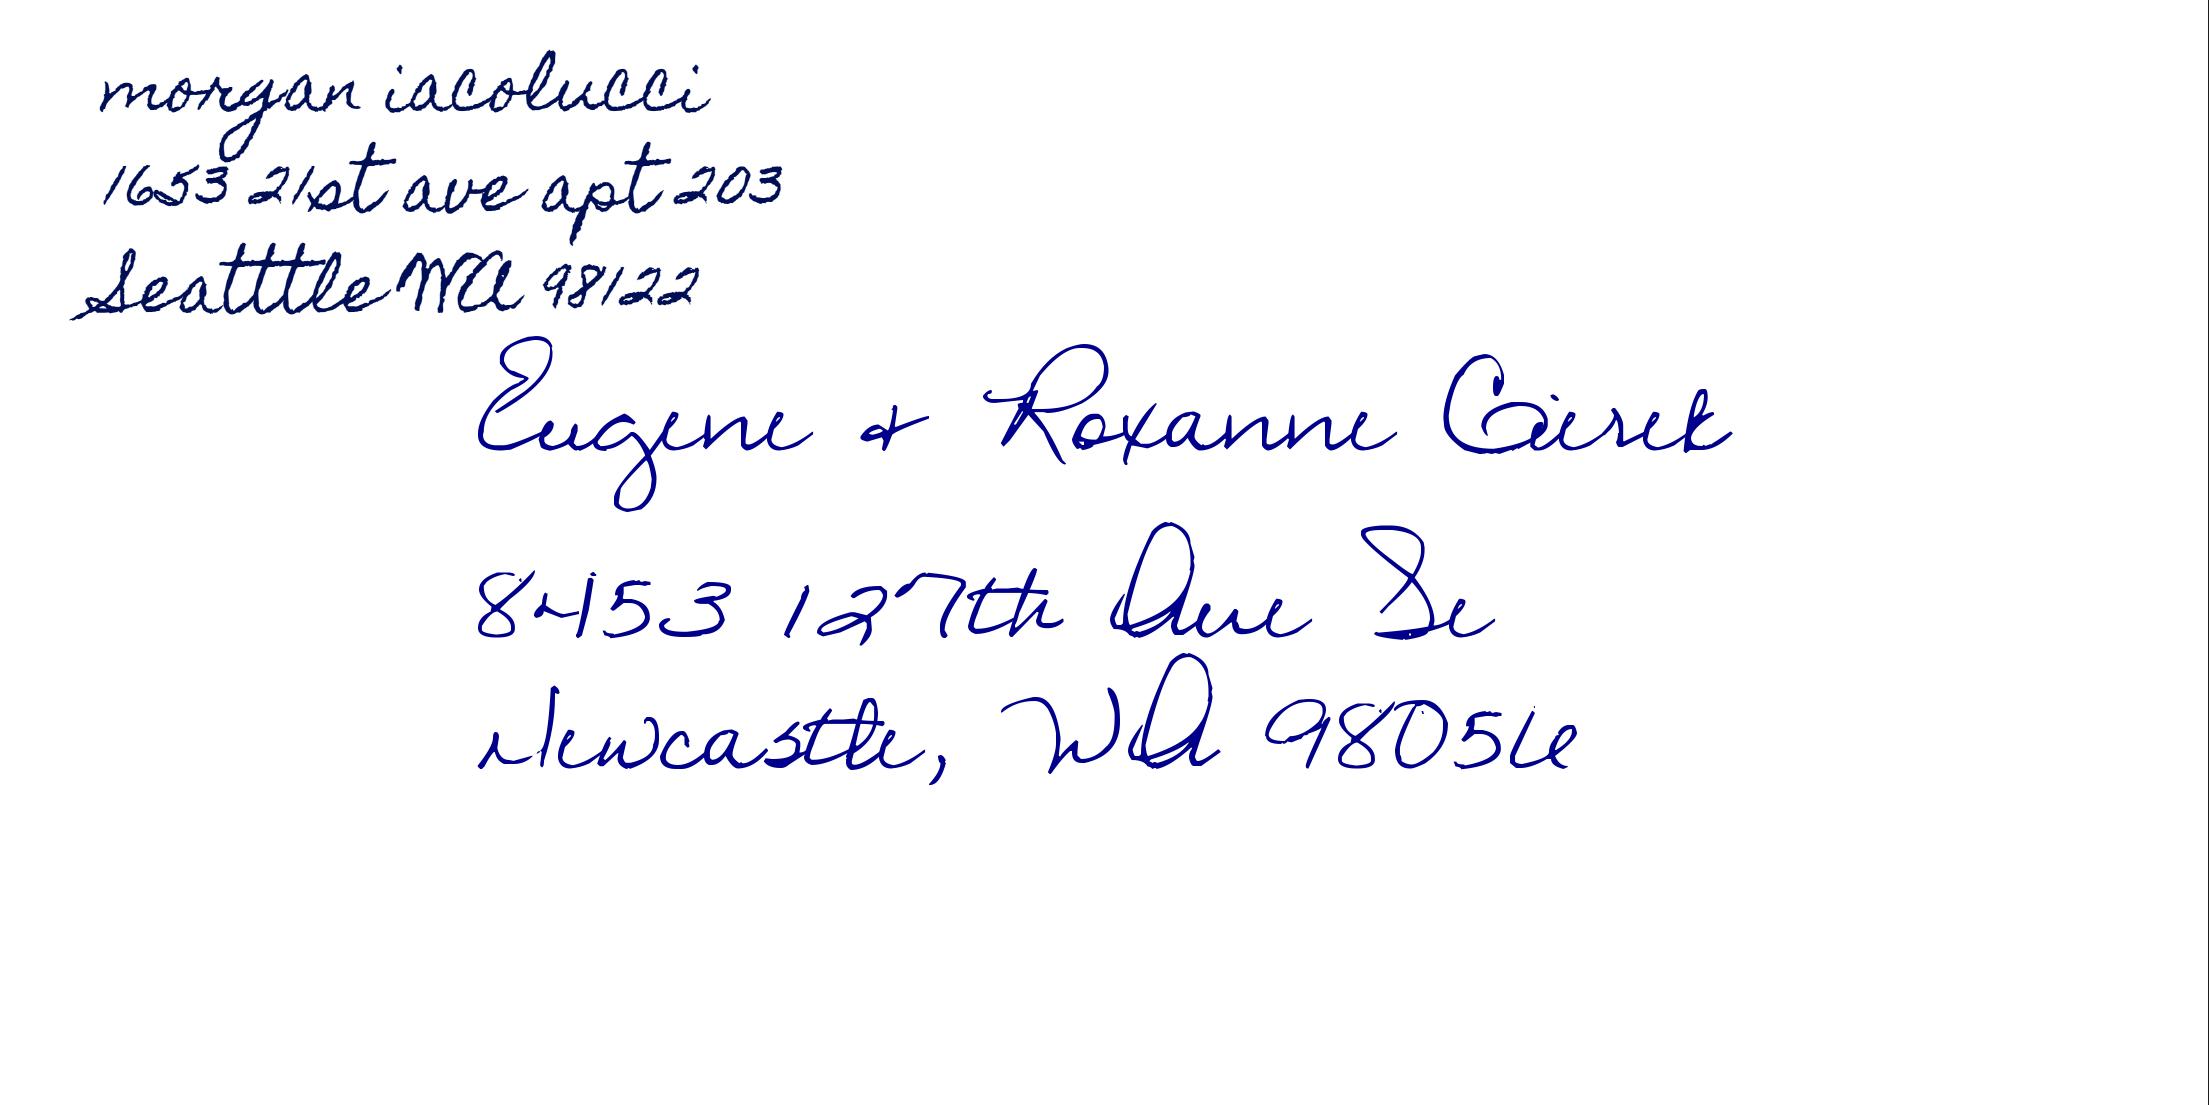 morgan iacolucci
1653 21st ave apt 203
Seatttle WA 98122
Eugene & Roxanne Gierek
8453 127th Ave Se
Newcastle, WA 98056